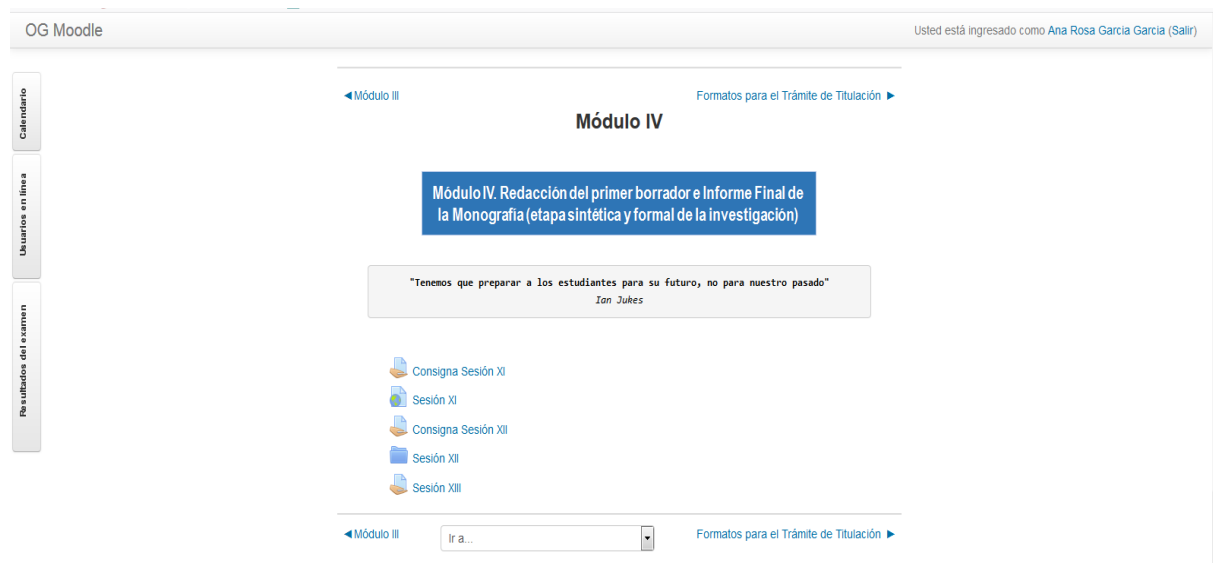 OG Moodle
Usted está ingresado como Ana Rosa Garcia Garcia (Salir)
Calendario
Usuarios en línea
Resultados del examen
◀ Módulo III
Formatos para el Trámite de Titulación ▶
Módulo IV
Módulo IV. Redacción del primer borrador e Informe Final de
la Monografía (etapa sintética y formal de la investigación)
"Tenemos que preparar a los estudiantes para su futuro, no para nuestro pasado"
Ian Jukes
Consigna Sesión XI
Sesión XI
Consigna Sesión XII
Sesión XII
Sesión XIII
◀ Módulo III
Ir a...
Formatos para el Trámite de Titulación ▶